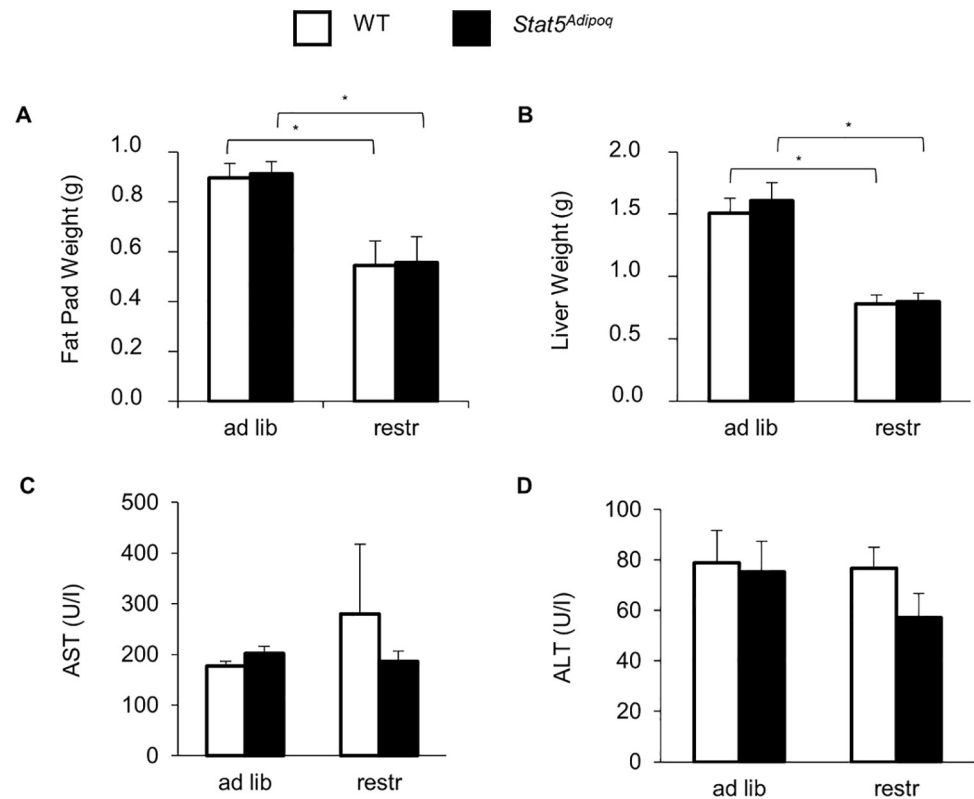 WT Stat5Adipoq
A
*
*
Fat Pad Weight (g)
1.0
0.8
0.6
0.4
0.2
0.0
ad lib restr
B
*
*
Liver Weight (g)
2.0
1.5
1.0
0.5
0.0
ad lib restr
C
AST (U/l)
500
400
300
200
100
0
ad lib restr
D
ALT (U/l)
100
80
60
40
20
0
ad lib restr